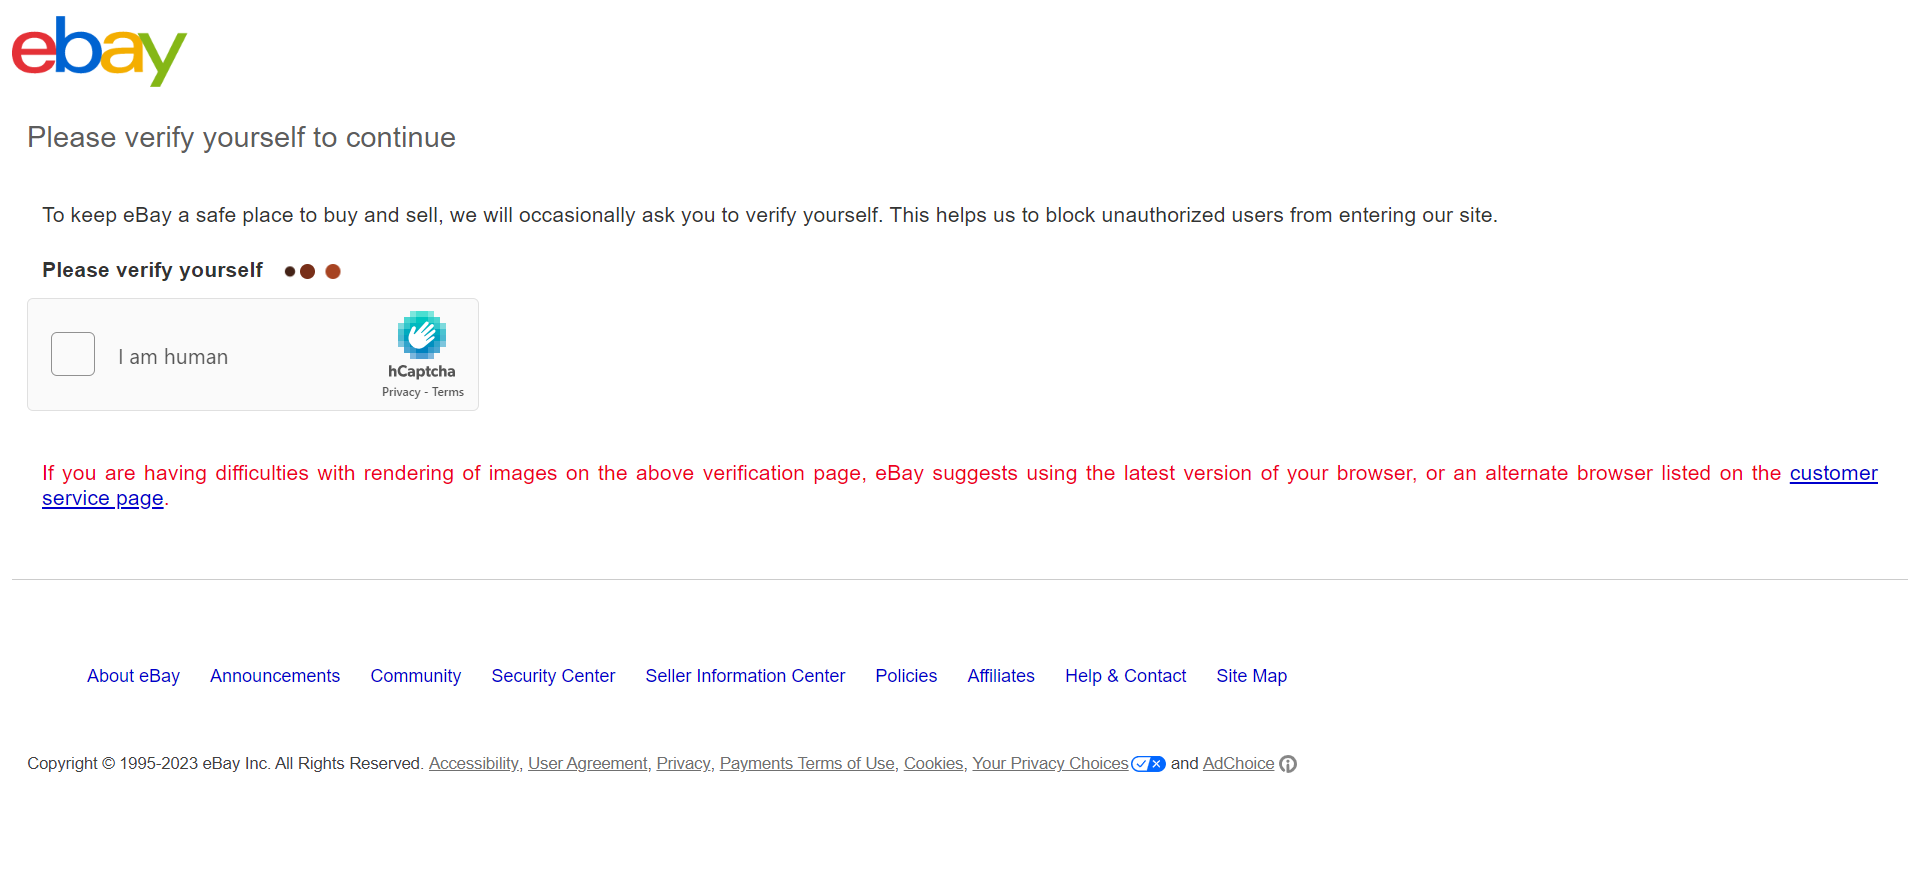 ebay
Please verify yourself to continue
To keep eBay a safe place to buy and sell, we will occasionally ask you to verify yourself. This helps us to block unauthorized users from entering our site.
Please verify yourself
I am human
hCaptcha
Privacy - Terms
If you are having difficulties with rendering of images on the above verification page, eBay suggests using the latest version of your browser, or an alternate browser listed on the customer
service page.
About eBay Announcements Community Security Center Seller Information Center Policies Affiliates Help & Contact Site Map
Copyright © 1995-2023 eBay Inc. All Rights Reserved. Accessibility, User Agreement, Privacy, Payments Terms of Use, Cookies, Your Privacy Choices and AdChoice